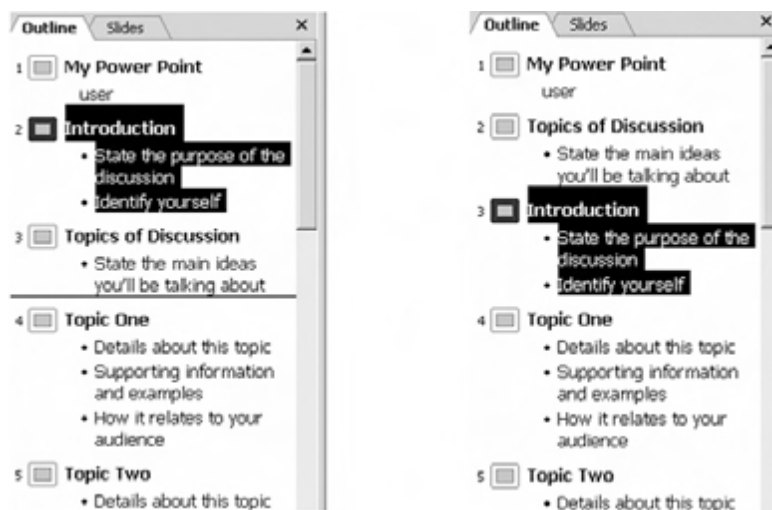 Outline Slides ×
1 My Power Point
user
2 Introduction
• State the purpose of the
discussion
• Identify yourself
3 Topics of Discussion
• State the main ideas
you'll be talking about
4 Topic One
• Details about this topic
• Supporting information
and examples
• How it relates to your
audience
5 Topic Two
• Details about this topic
Outline Slides ×
1 My Power Point
user
2 Topics of Discussion
• State the main ideas
you'll be talking about
3 Introduction
• State the purpose of the
discussion
• Identify yourself
4 Topic One
• Details about this topic
• Supporting information
and examples
• How it relates to your
audience
5 Topic Two
• Details about this topic